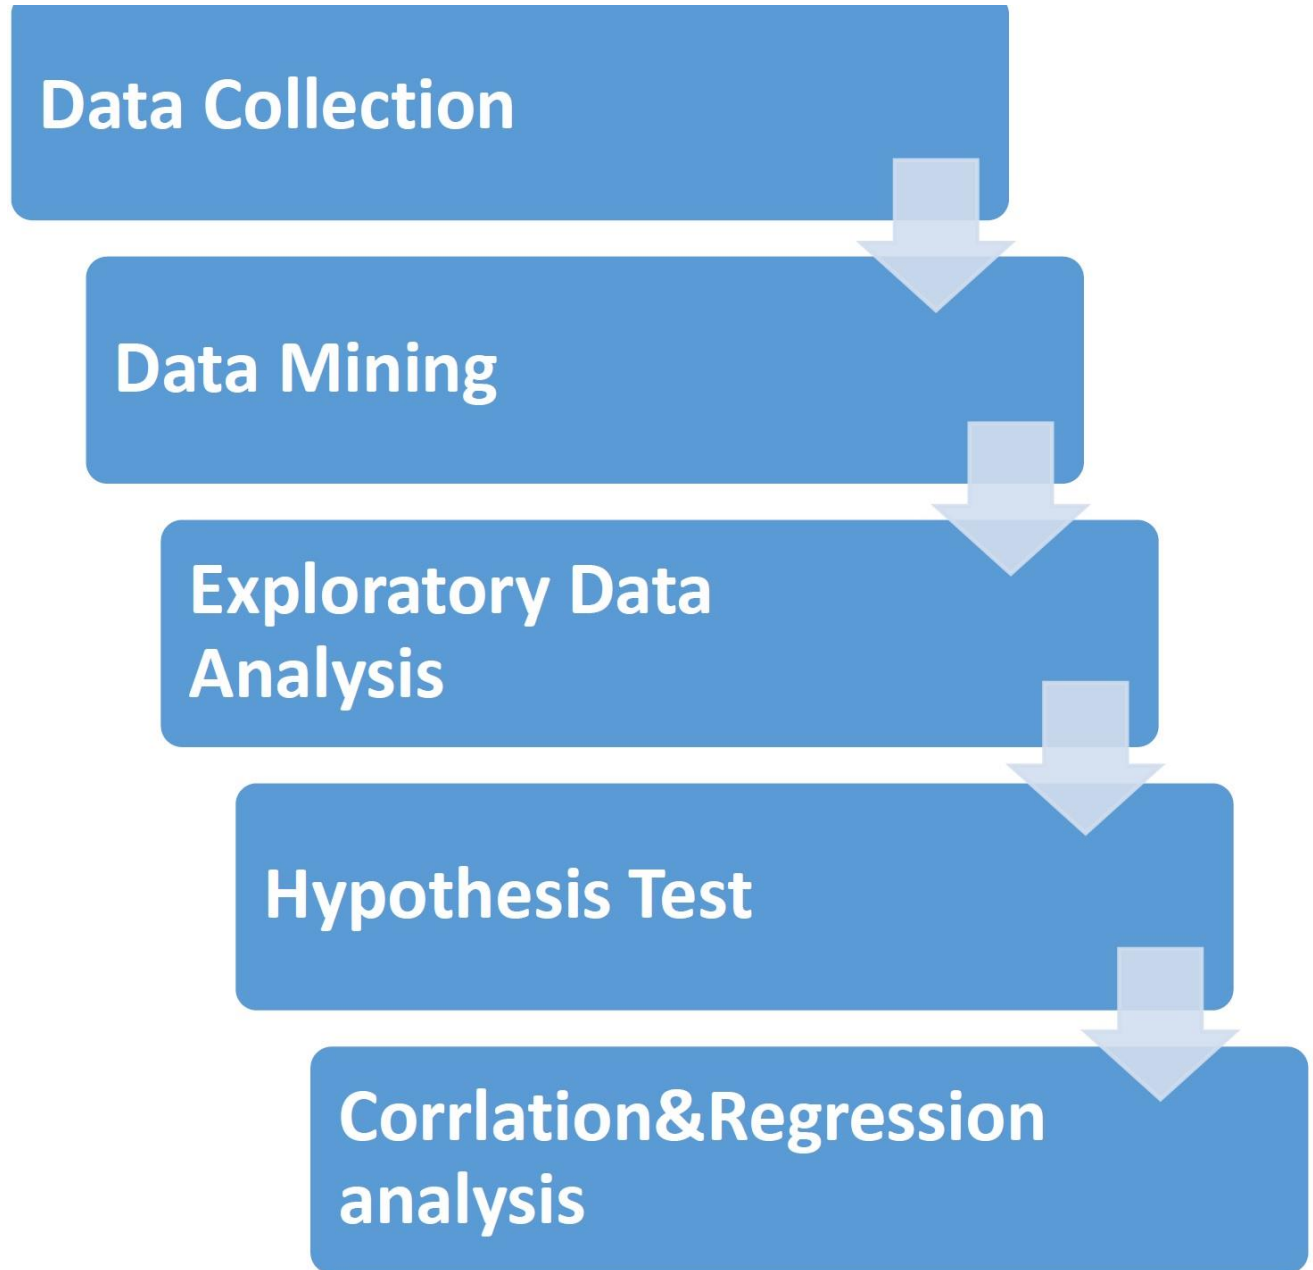 Data Collection
Data Mining
Exploratory Data
Analysis
Hypothesis Test
Corrlation&Regression
analysis